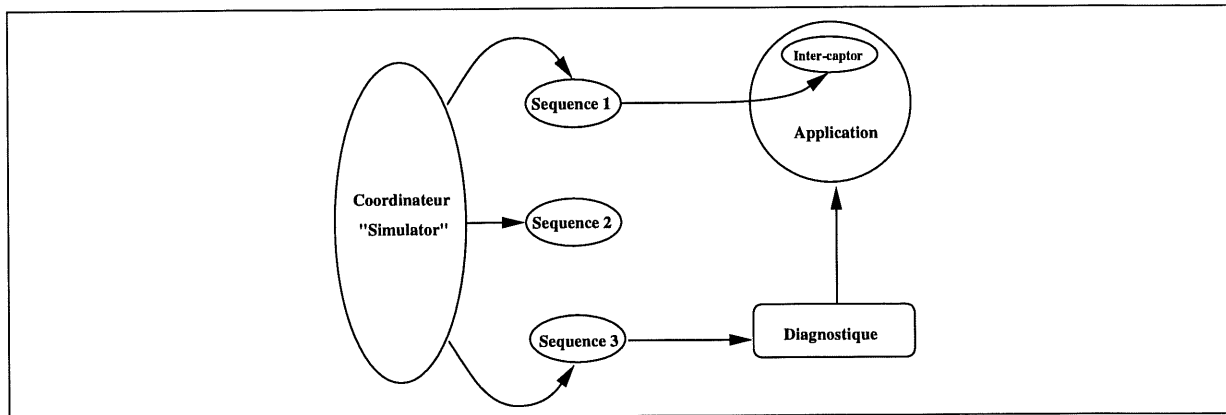 Inter-captor
Sequence 1
Application
Coordinateur
"Simulator"
Sequence 2
Sequence 3
Diagnostique